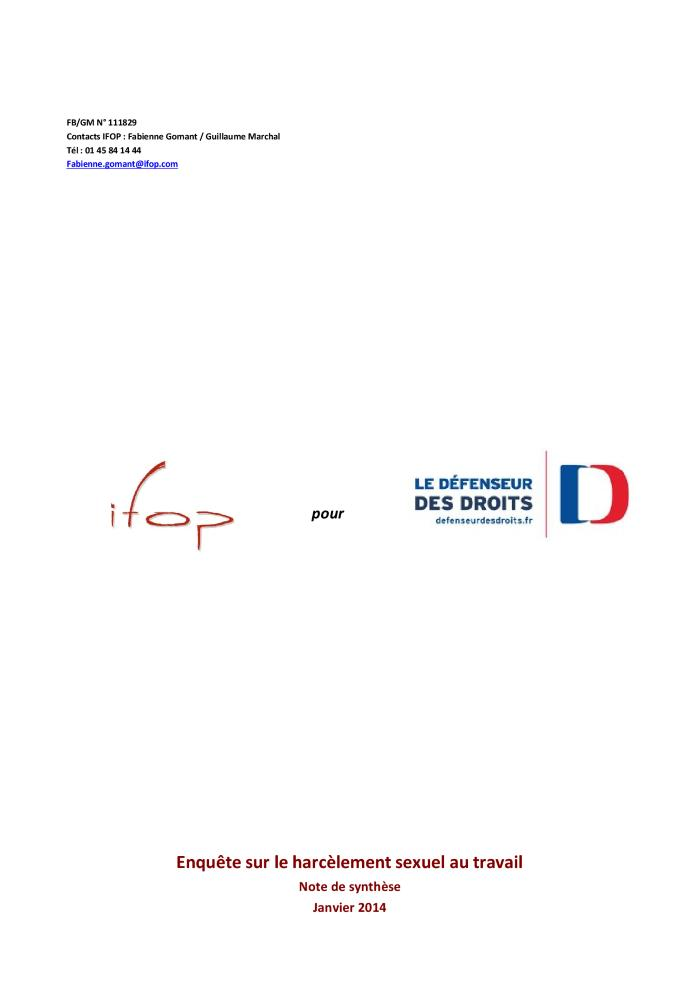 FB/GM N° 111829
Contacts IFOP : Fabienne Gomant / Guillaume Marchal
Tél : 01 45 84 14 44
Fabienne.gomant@ifop.com
ifop
pour
LE DÉFENSEUR
DES DROITS
defenseurdesdroits.fr
Enquête sur le harcèlement sexuel au travail
Note de synthèse
Janvier 2014